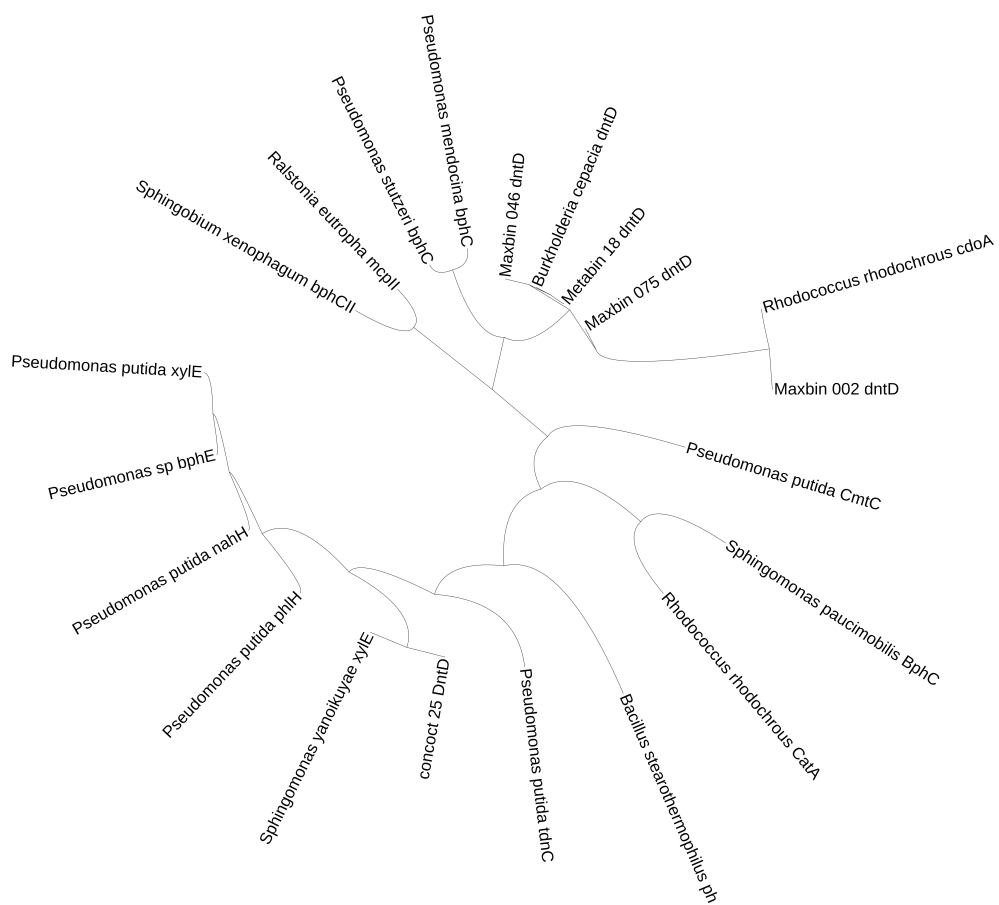 Pseudomonas mendocina bphC
Pseudomonas stutzeri bphC
Ralstonia eutropha mcpII
Sphingobium xenophagum bphCII
Maxbin 046 dntD
Burkholderia cepacia dntD
Metabin 18 dntD
Maxbin 075 dntD
Rhodococcus rhodochrous cdoA
Maxbin 002 dntD
Pseudomonas putida CmtC
Sphingomonas paucimobilis BphC
Rhodococcus rhodochrous CatA
Bacillus stearothermophilus ph
Pseudomonas putida tdnC
concoct 25 DntD
Sphingomonas yanoikuyae xylE
Pseudomonas putida phlH
Pseudomonas putida nahH
Pseudomonas sp bphE
Pseudomonas putida xylE